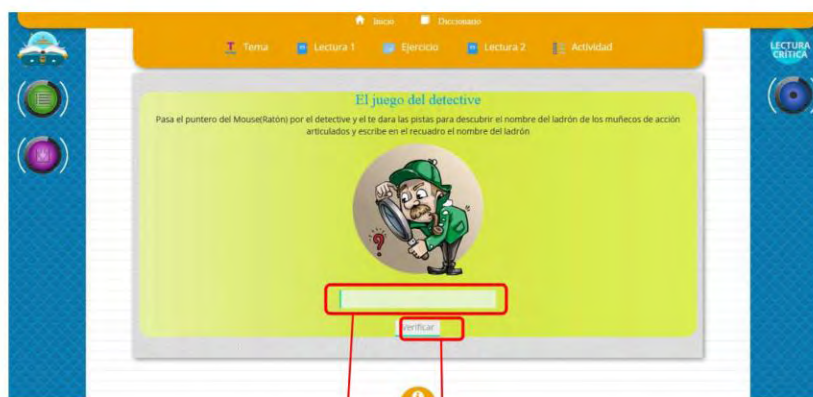 Inicio Diccionario
Tema Lectura 1 Ejercicio Lectura 2 Actividad
LECTURA
CRÍTICA
El juego del detective
Pasa el puntero del Mouse(Ratón) por el detective y el te dara las pistas para descubrir el nombre del ladrón de los muñecos de acción
articulados y escribe en el recuadro el nombre del ladrón
?
Verificar